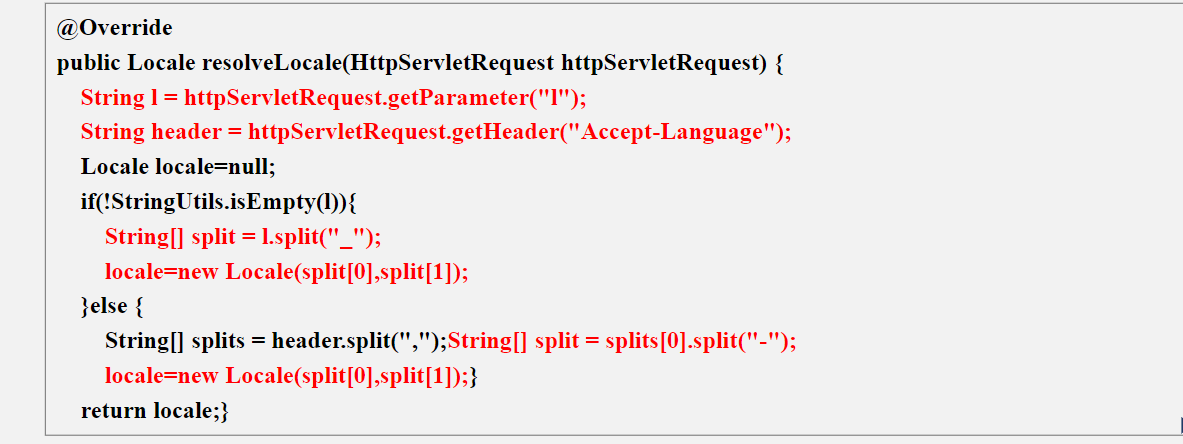 @Override
public Locale resolveLocale(HttpServletRequest httpServletRequest) {
String l = httpServletRequest.getParameter("l");
String header = httpServletRequest.getHeader("Accept-Language");
Locale locale=null;
if(!StringUtils.isEmpty(l)){
String[] split = l.split("_");
locale=new Locale(split[0],split[1]);
}else {
String[] splits = header.split(",");String[] split = splits[0].split("-");
locale=new Locale(split[0],split[1]);}
return locale;}